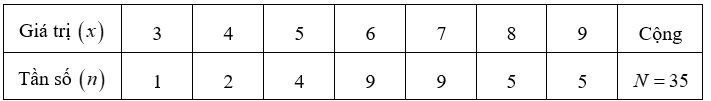 Giá trị (x) 3 4 5 6 7 8 9 Cộng
Tần số (n) 1 2 4 9 9 5 5 N = 35